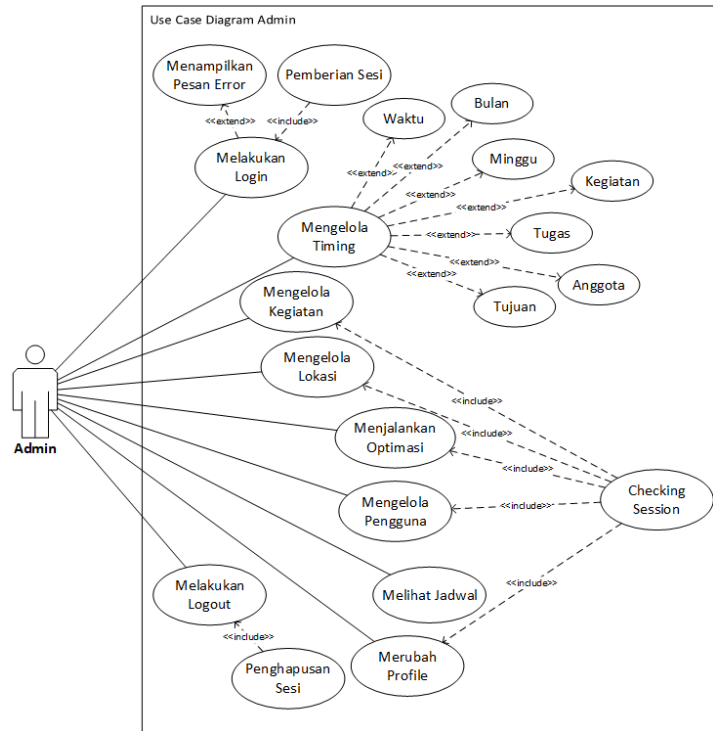 Use Case Diagram Admin
Menampilkan
Pesan Error
Pemberian Sesi
<<extend>>
<<include>>
Melakukan
Login
Waktu
Bulan
<<extend>>
<<extend>>
Minggu
<<extend>>
Kegiatan
<<extend>>
Mengelola
Timing
Tugas
<<extend>>
<<extend>>
Anggota
<<extend>>
Tujuan
Mengelola
Kegiatan
Mengelola
Lokasi
<<include>>
Menjalankan
Optimasi
<<include>>
<<include>>
Admin
Mengelola
Pengguna
<<include>>
Checking
Session
<<include>>
Melakukan
Logout
Melihat Jadwal
<<include>>
Merubah
Profile
Penghapusan
Sesi